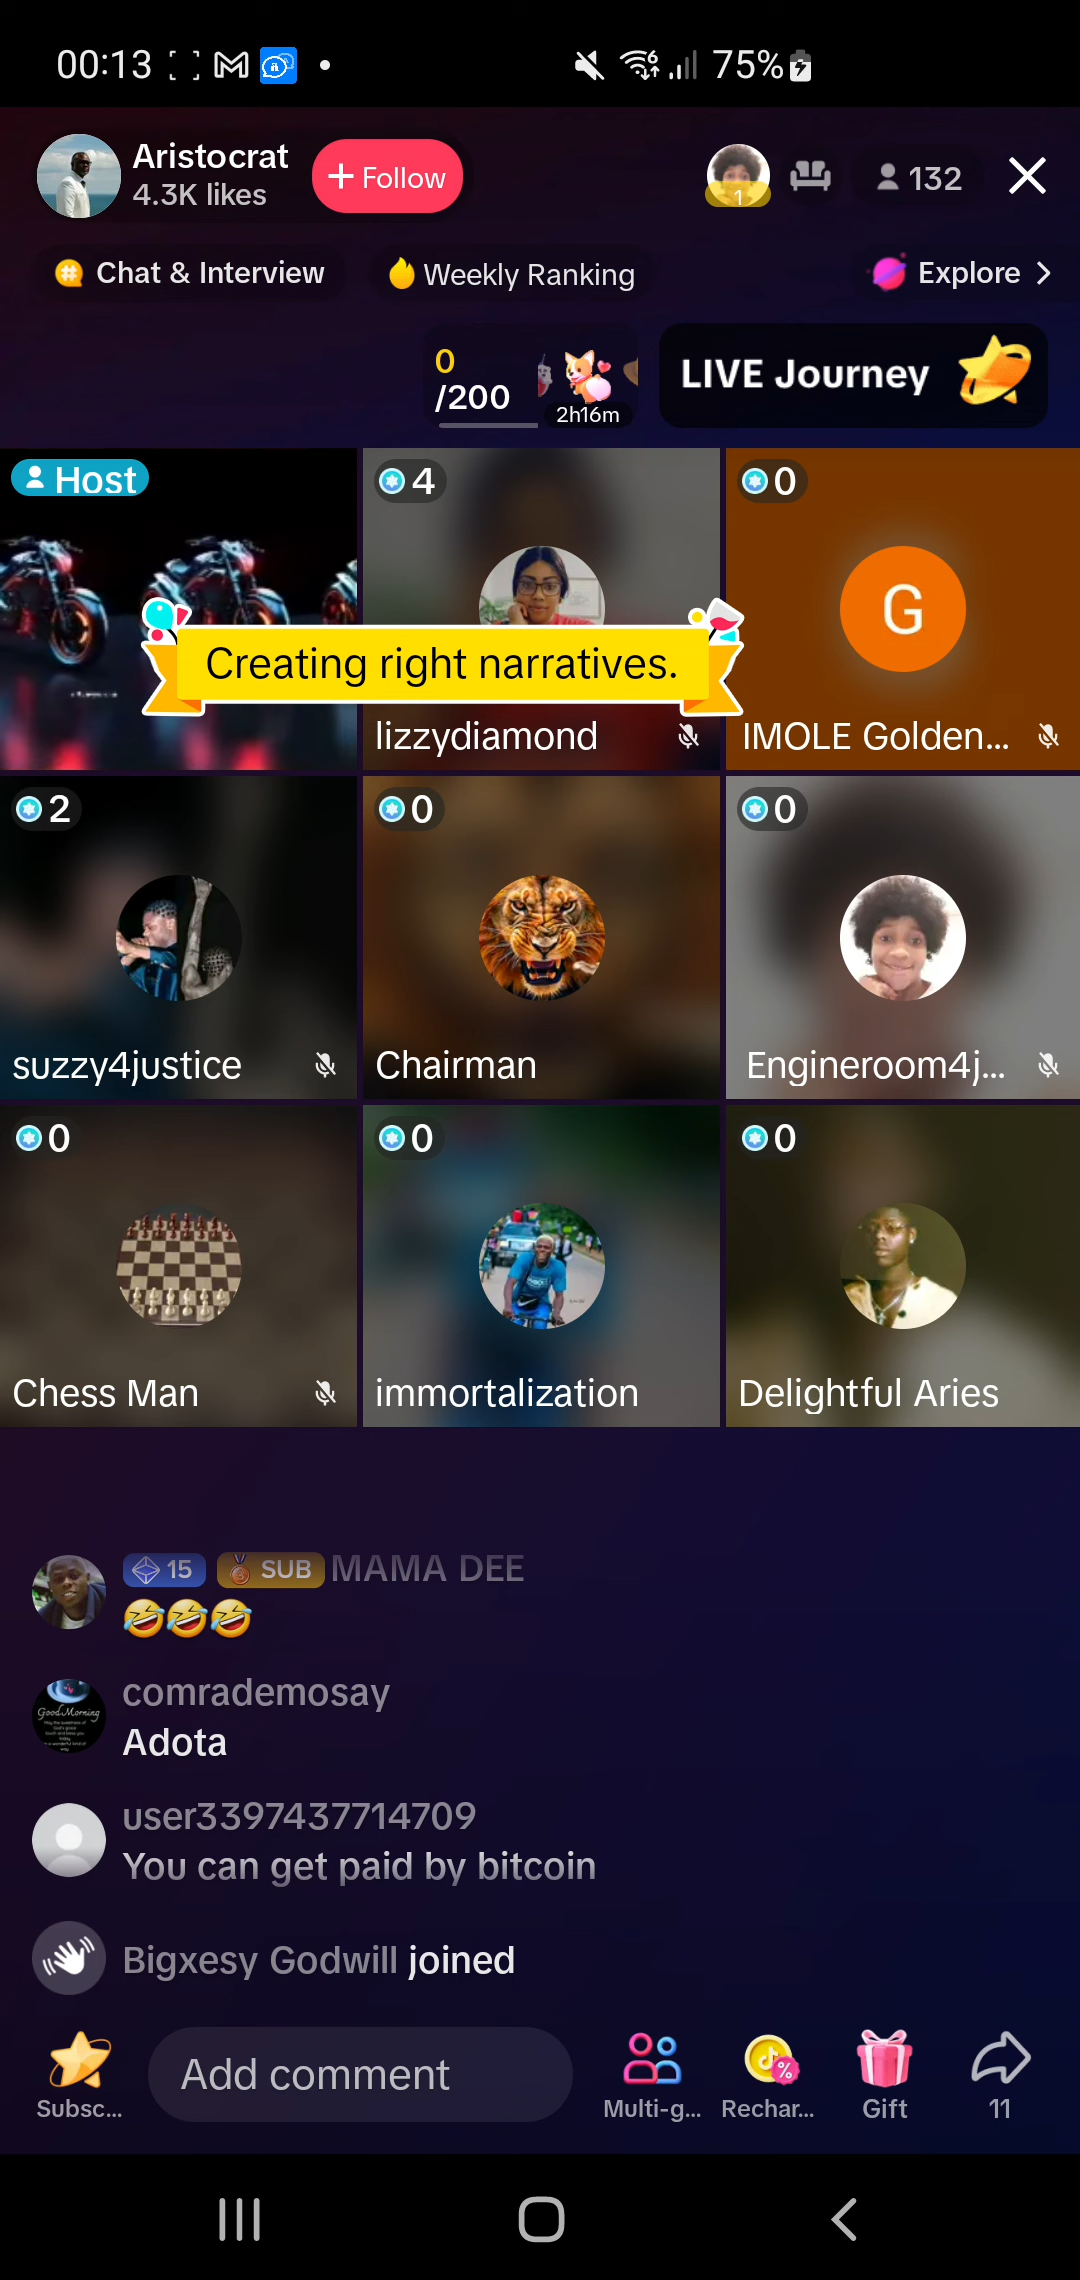 00:13
75%
Aristocrat
4.3K likes
+ Follow
1
132
Chat & Interview
Weekly Ranking
Explore
0
/200
2h16m
LIVE Journey
Host
4
0
G
Creating right narratives.
lizzydiamond
IMOLE Golden...
2
0
0
suzzy4justice
Chairman
Engineroom4j...
0
0
0
Chess Man
immortalization
Delightful Aries
15
SUB
MAMA DEE
🤣🤣🤣
comrademosay
Good Morning
Adota
user3397437714709
You can get paid by bitcoin
Bigxesy Godwill joined
Subsc...
Add comment
Multi-g...
Rechar...
Gift
11